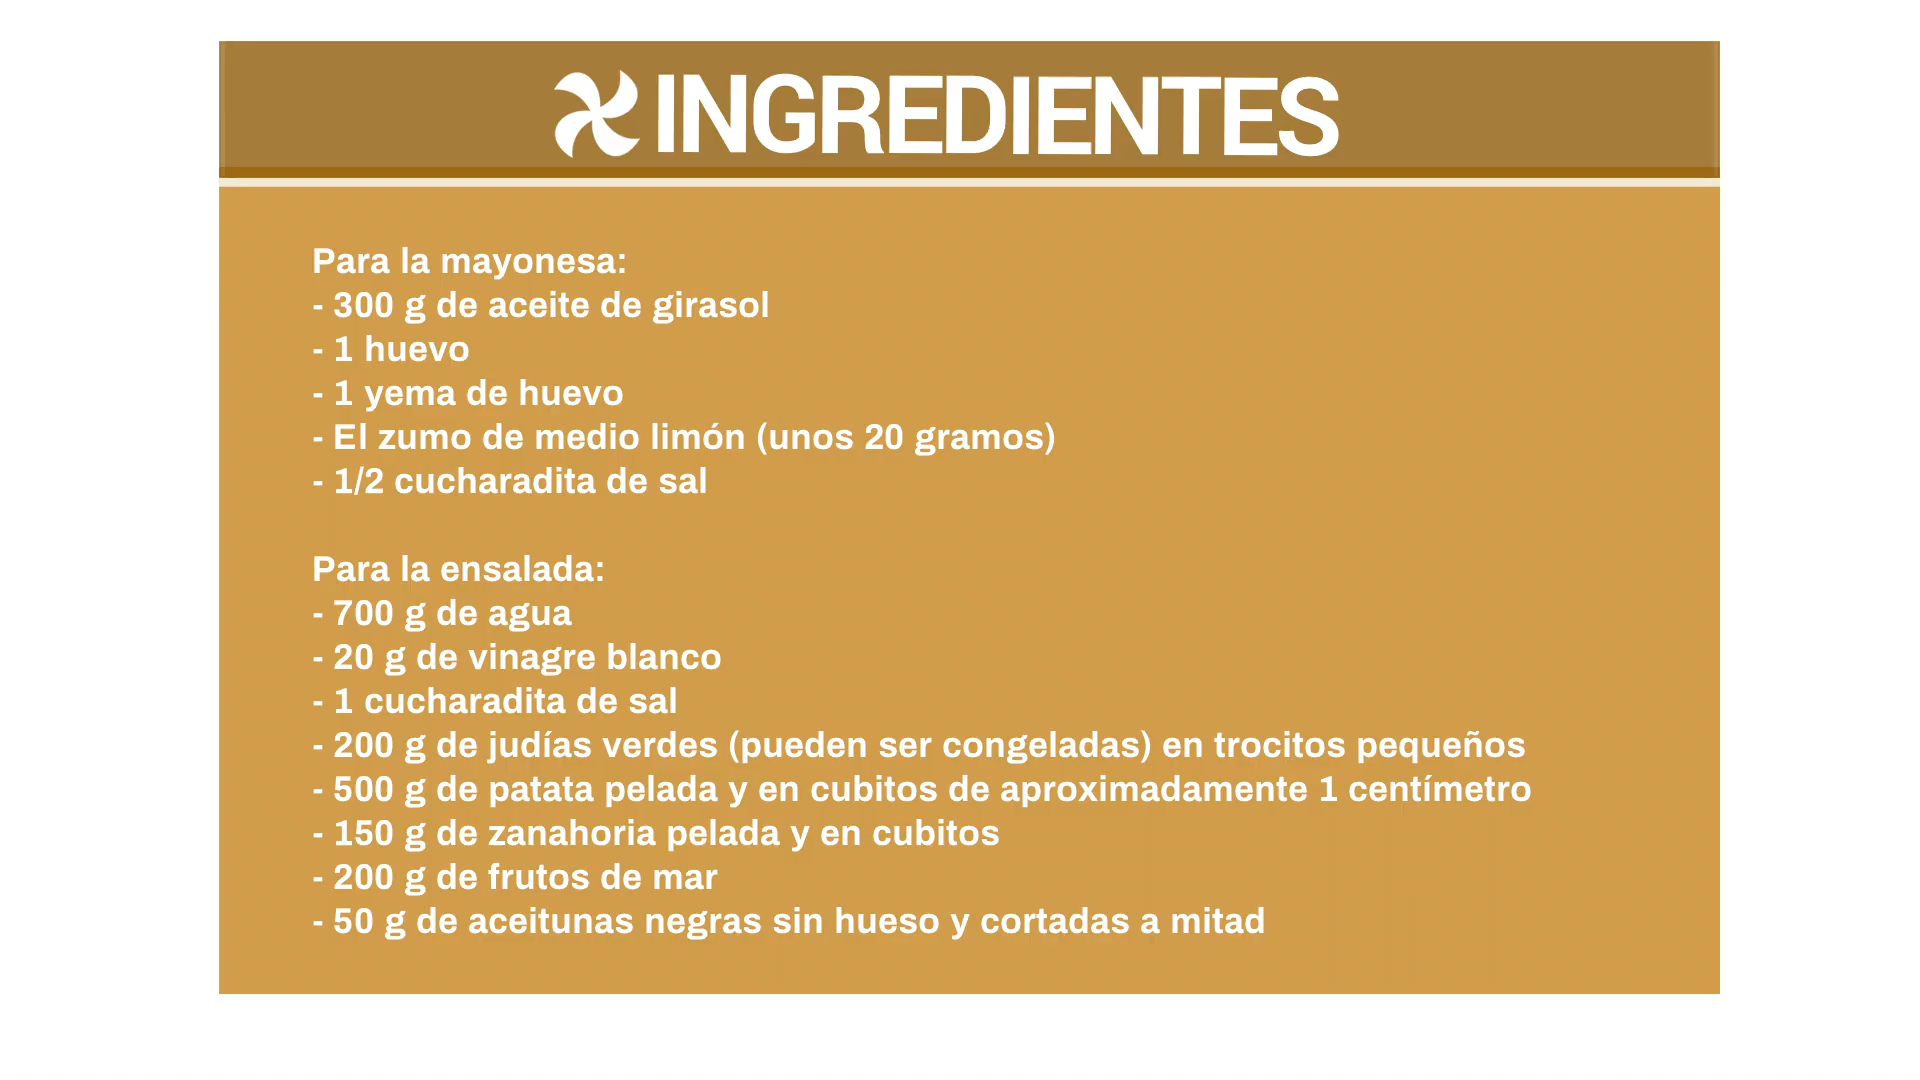 INGREDIENTES
Para la mayonesa:
- 300 g de aceite de girasol
- 1 huevo
- 1 yema de huevo
- El zumo de medio limón (unos 20 gramos)
- 1/2 cucharadita de sal
Para la ensalada:
- 700 g de agua
- 20 g de vinagre blanco
- 1 cucharadita de sal
- 200 g de judías verdes (pueden ser congeladas) en trocitos pequeños
- 500 g de patata pelada y en cubitos de aproximadamente 1 centímetro
- 150 g de zanahoria pelada y en cubitos
- 200 g de frutos de mar
- 50 g de aceitunas negras sin hueso y cortadas a mitad